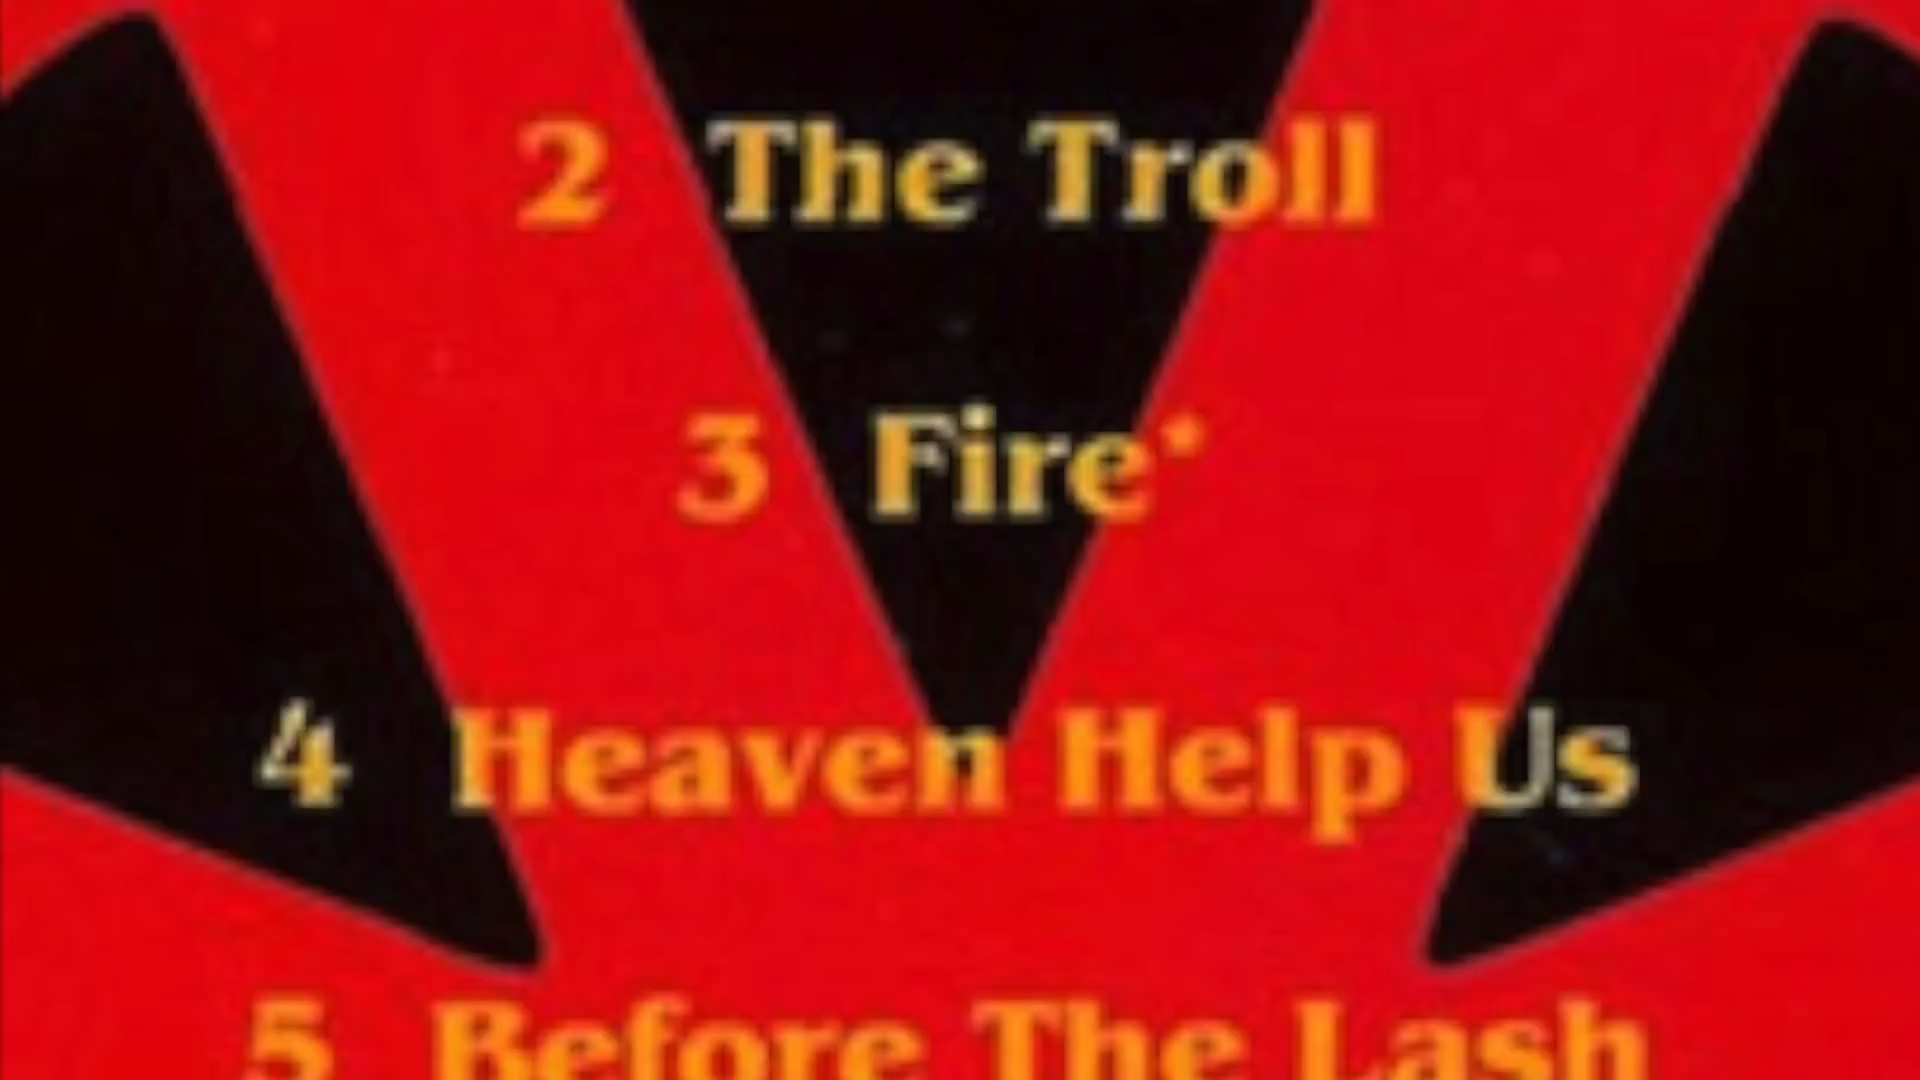 2 The Troll
3 Fire*
4 Heaven Help Us
5 Before The Lash